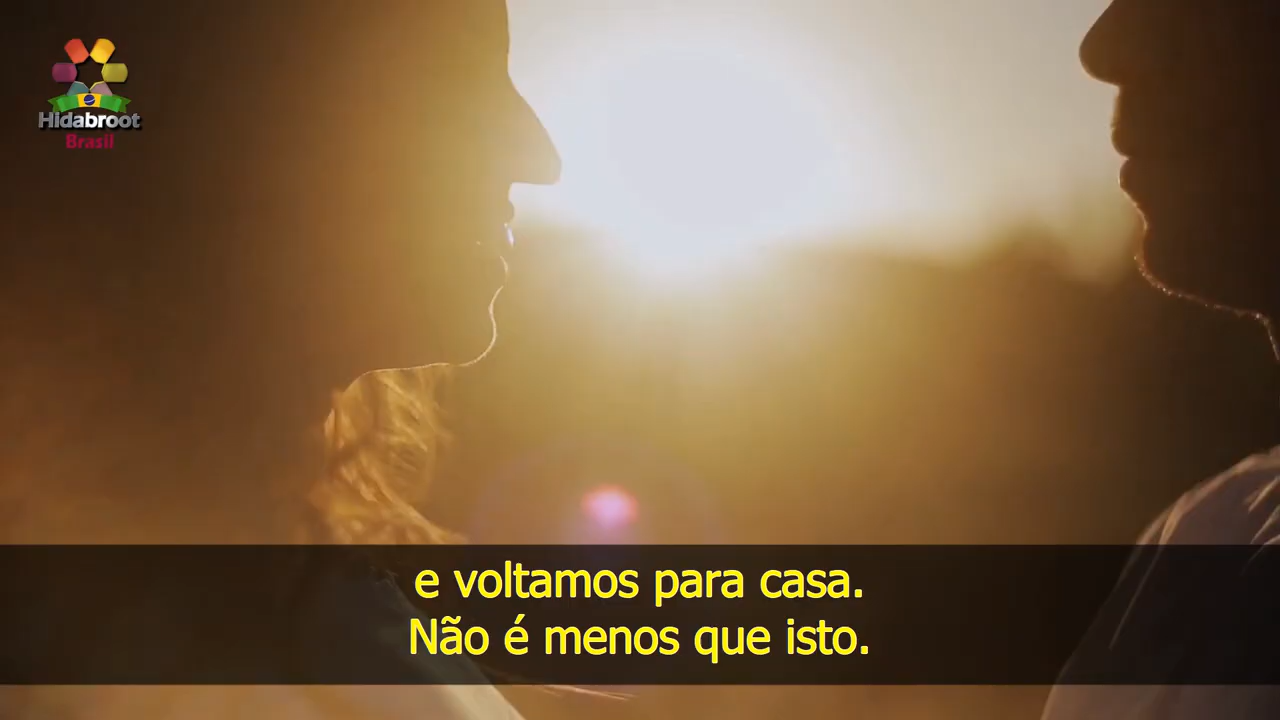 Hidabroot
Brasil
e voltamos para casa.
Não é menos que isto.